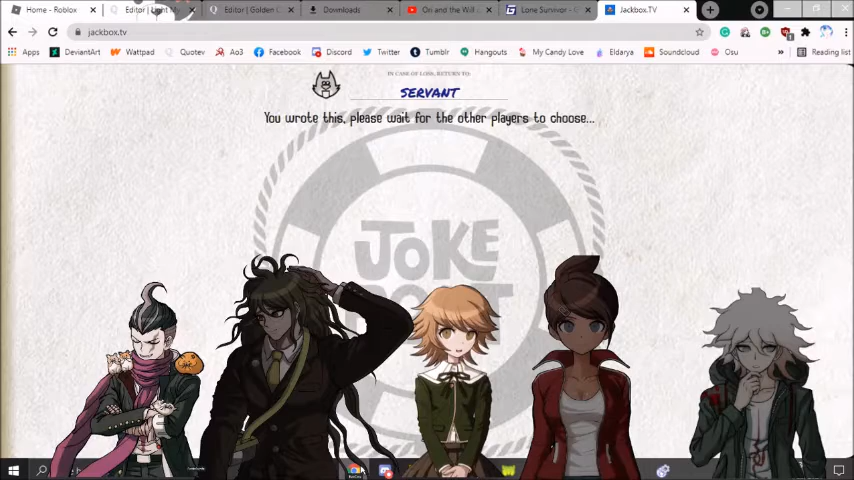 Home - Roblox
Editor | Light My
Editor | Golden
Downloads
Ori and the Will
Lone Survivor -
Jackbox.TV
jackbox.tv
Apps
DeviantArt
Wattpad
Quotev
Ao3
Facebook
Discord
Twitter
Tumblr
Hangouts
My Candy Love
Eldarya
Soundcloud
Osu
Reading list
IN CASE OF LOSS, RETURN TO:
SERVANT
You wrote this, please wait for the other players to choose...
JOKE